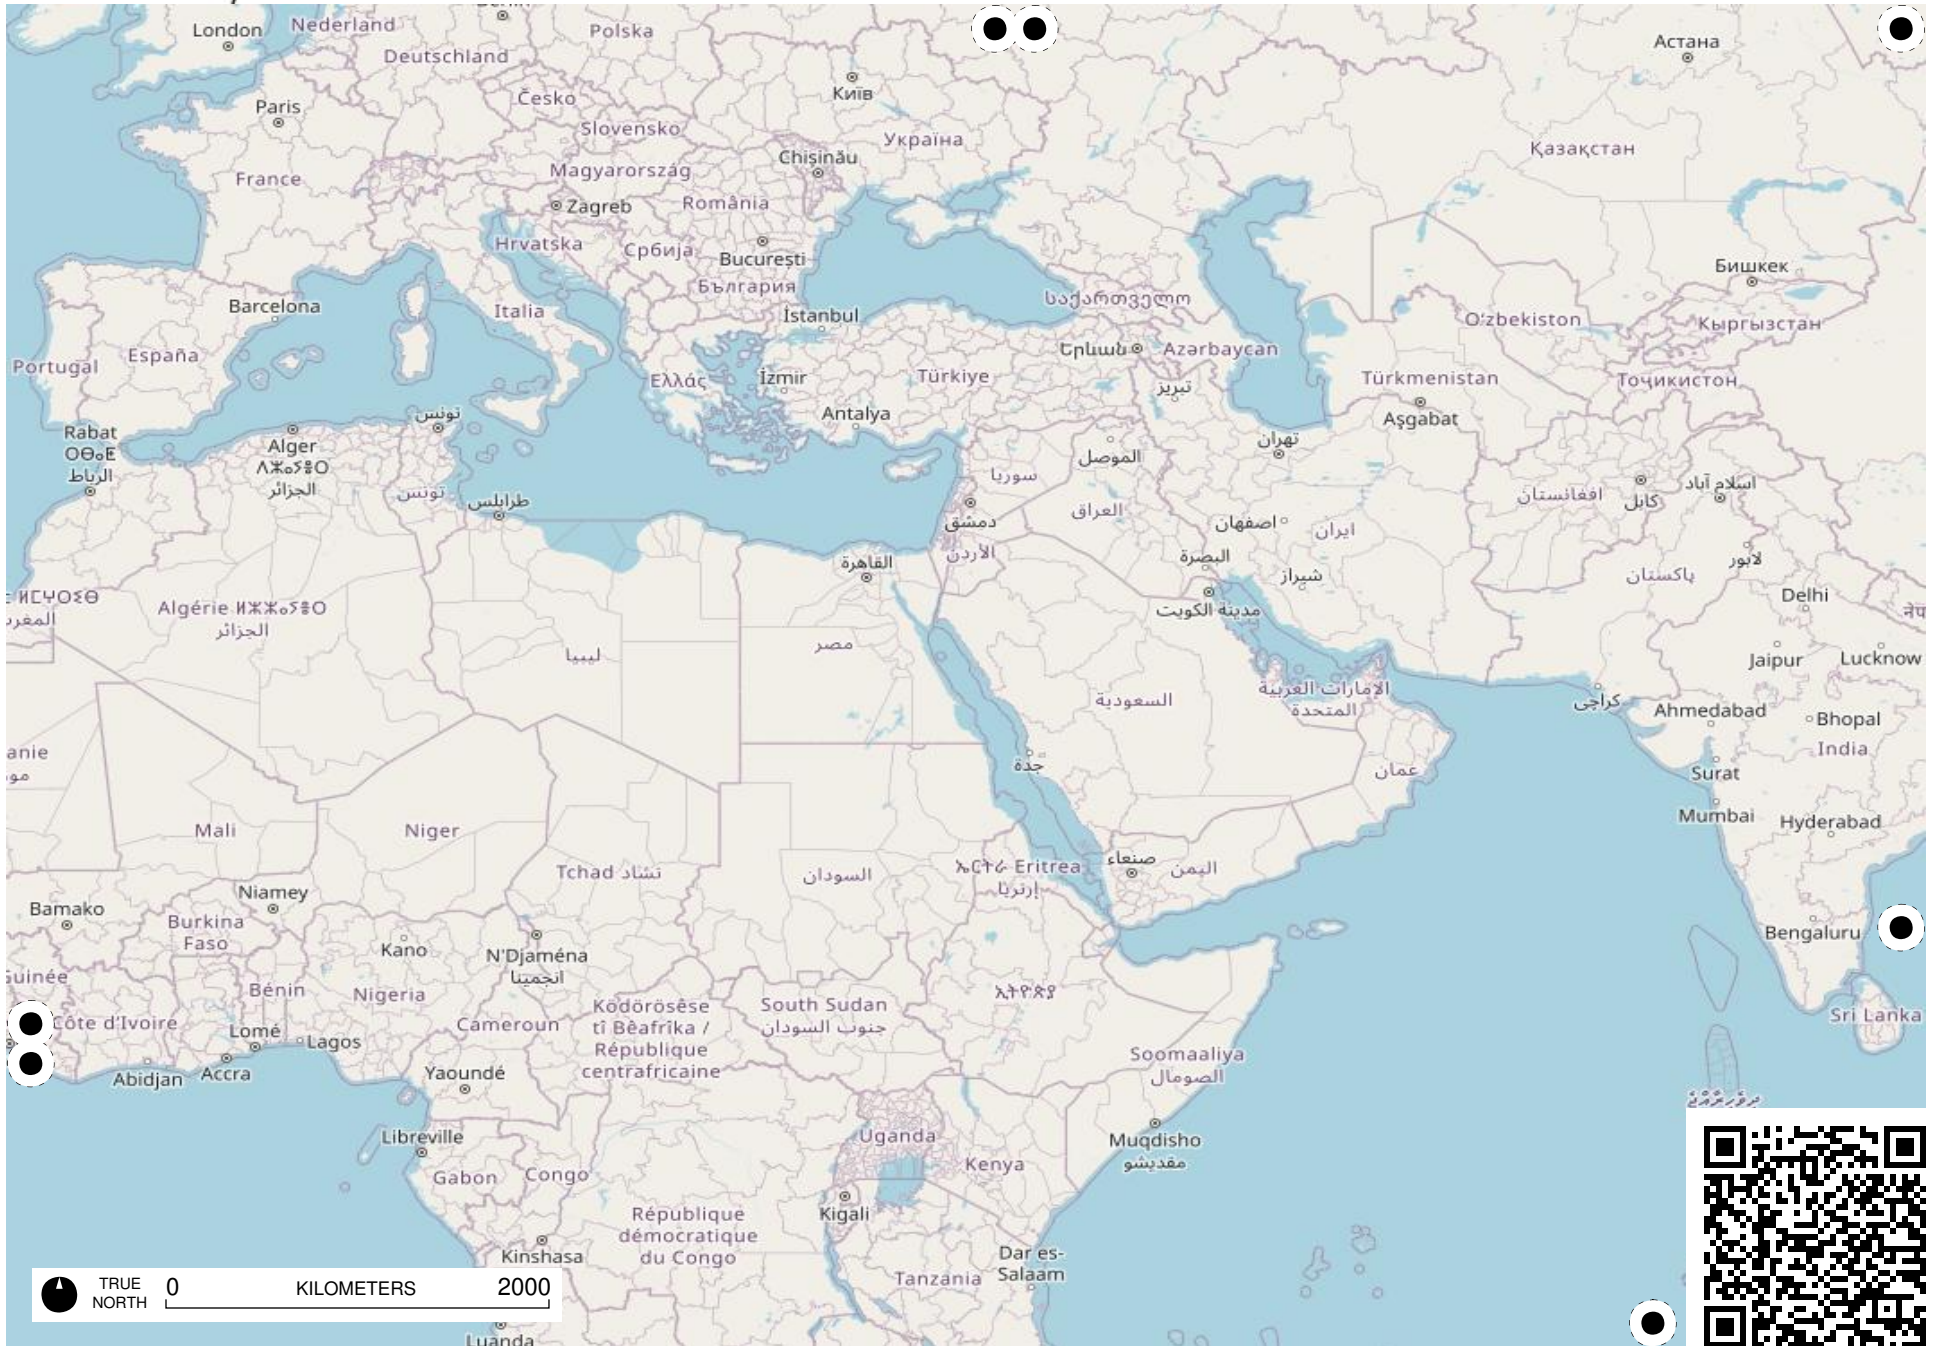 London
Nederland
Polska
Астана
Deutschland
Київ
Paris
Česko
Slovensko
Україна
Қазақстан
Chișinău
Magyarország
France
Zagreb
România
Hrvatska
Србија
București
Бишкек
България
საქართველო
Barcelona
Italia
İstanbul
Oʻzbekiston
Кыргызстан
España
Portugal
Երևան
Azərbaycan
Ελλάς
İzmir
Türkiye
تبریز
Türkmenistan
Тоҷикистон
Antalya
Aşgabat
تونس
Rabat
ⵔⴱⴰⵟ
الرباط
Alger
ⴷⵣⴰⵢⴻⵔ
الجزائر
تهران
الموصل
سوريا
تونس
طرابلس
دمشق
العراق
اصفهان
ایران
افغانستان
کابل
اسلام آباد
الأردن
القاهرة
البصرة
شیراز
پاکستان
لاہور
Delhi
Algérie ⵍⵣⵣⴰⵢⴻⵔ
الجزائر
مدينة الكويت
مصر
ليبيا
Jaipur
Lucknow
السعودية
الإمارات العربية
المتحدة
کراچی
Ahmedabad
Bhopal
India
جدة
عمان
Surat
Mumbai
Hyderabad
Mali
Niger
Tchad تشاد
السودان
ኤርትራ Eritrea
إرتريا
صنعاء
اليمن
Niamey
Bamako
Burkina
Faso
Kano
N'Djaména
انجمينا
Bengaluru
Bénin
Nigeria
Cameroun
Ködörösêse
tî Bêafrîka /
République
centrafricaine
South Sudan
جنوب السودان
ኢትዮጵያ
Sri Lanka
Côte d'Ivoire
Lomé
Lagos
Abidjan
Accra
Yaoundé
Soomaaliya
الصومال
ދިވެހިރާއްޖެ
Libreville
Uganda
Muqdisho
مقديشو
Gabon
Congo
Kenya
Kigali
République
démocratique
du Congo
Kinshasa
Tanzania
Dar es-
Salaam
TRUE
NORTH
0
KILOMETERS
2000
Luanda